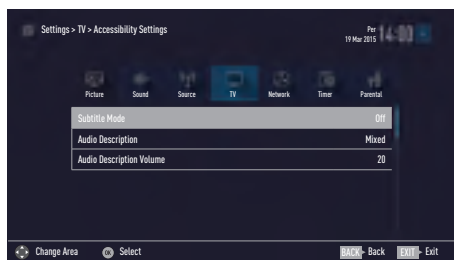 Settings > TV > Accessibility Settings
Per
19 Mar 2015
14:00
Picture Sound Source TV Network Timer Parental
Subtitle Mode Off
Audio Description Mixed
Audio Description Volume 20
Change Area OK Select BACK Back EXIT Exit